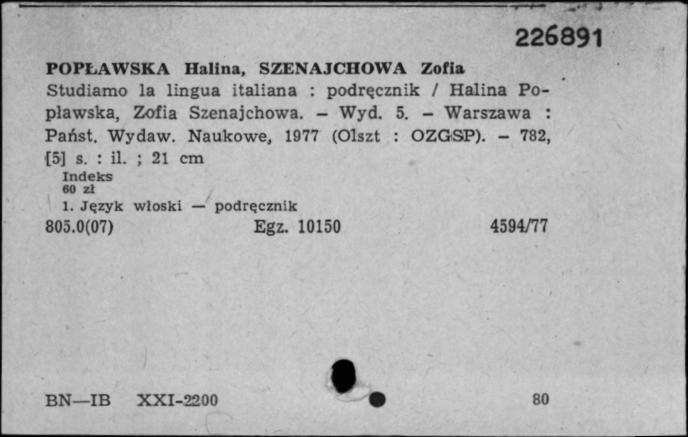 226891
POPŁAWSKA Halina, SZENAJCHOWA Zofia
Studiamo la lingua italiana : podręcznik / Halina Po-
pławska, Zofia Szenajchowa. — Wyd. 5. — Warszawa :
Państ. Wydaw. Naukowe, 1977 (Olszt : OZGSP). — 782,
[5] s. : il. ; 21 cm
Indeks
60 zł
1. Język włoski — podręcznik
805.0(07) Egz. 10150 4594/77
BN—IB XXI-2200 80